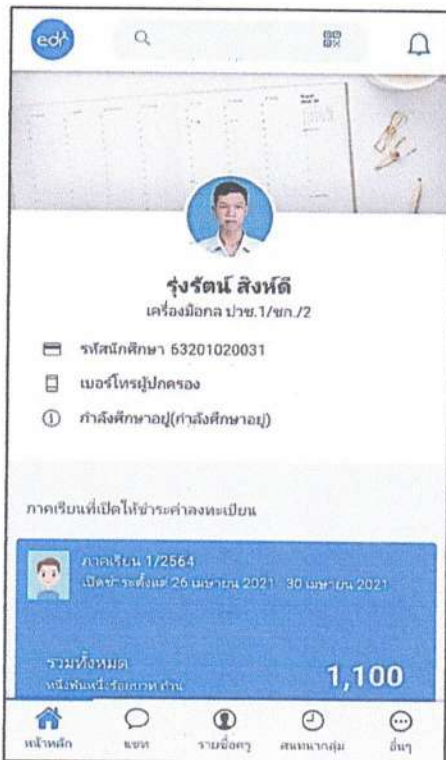 edr
รุ่งรัตน์ สิงห์ดี
เครื่องมือกล ปวช.1/ชก./2
รหัสนักศึกษา 63201020031
เบอร์โทรผู้ปกครอง
กำลังศึกษาอยู่(กำลังศึกษาอยู่)
ภาคเรียนที่เปิดให้ชำระค่าลงทะเบียน
ภาคเรียน 1/2564
เปิดชำระตั้งแต่ 26 เมษายน 2021 - 30 เมษายน 2021
รวมทั้งหมด
1,100
หนึ่งพันหนึ่งร้อยบาทถ้วน
หน้าหลัก
แชท
รายชื่อครู
สนทนากลุ่ม
อื่นๆ